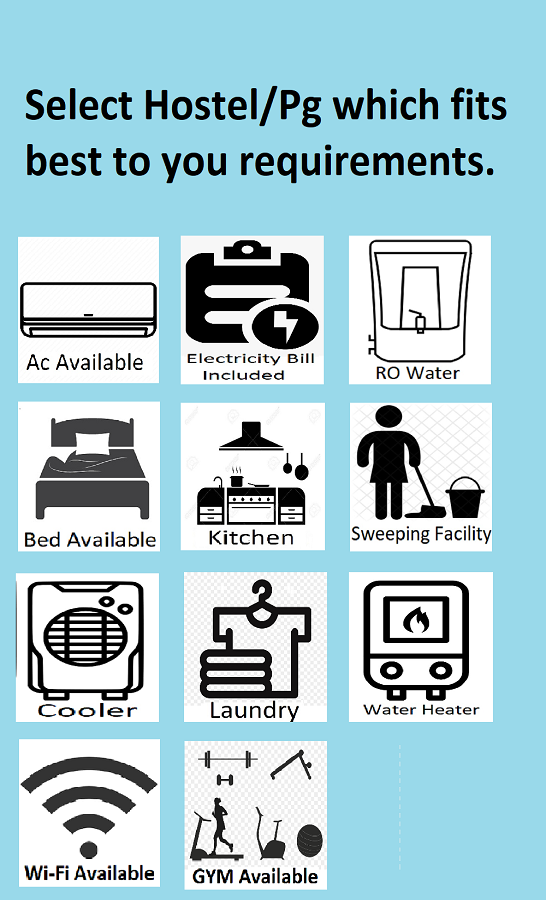 Select Hostel/Pg which fits
best to you requirements.
Ac Available
Electricity Bill
Included
RO Water
Bed Available
Kitchen
Sweeping Facility
Cooler
Laundry
Water Heater
Wi-Fi Available
GYM Available